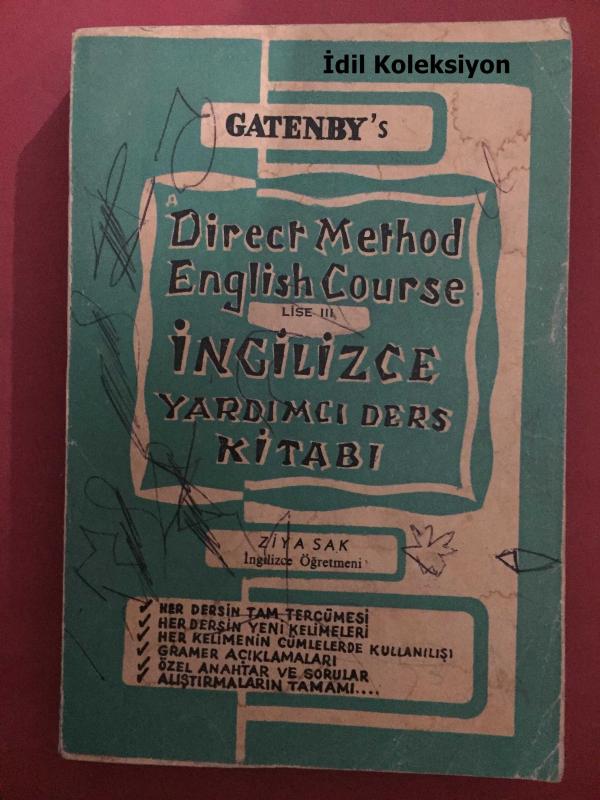 İdil Koleksiyon
GATENBY's
A
Direct Method
English Course
LİSE III
İNGİLİZCE
YARDIMCI DERS
KİTABI
ZİYA SAK
İngilizce Öğretmeni
✓ HER DERSİN TAM TERCÜMESİ
✓ HER DERSİN YENİ KELİMELERİ
✓ HER KELİMENİN CÜMLELERDE KULLANILIŞI
✓ GRAMER AÇIKLAMALARI
✓ ÖZEL ANAHTAR VE SORULAR
✓ ALIŞTIRMALARIN TAMAMI....